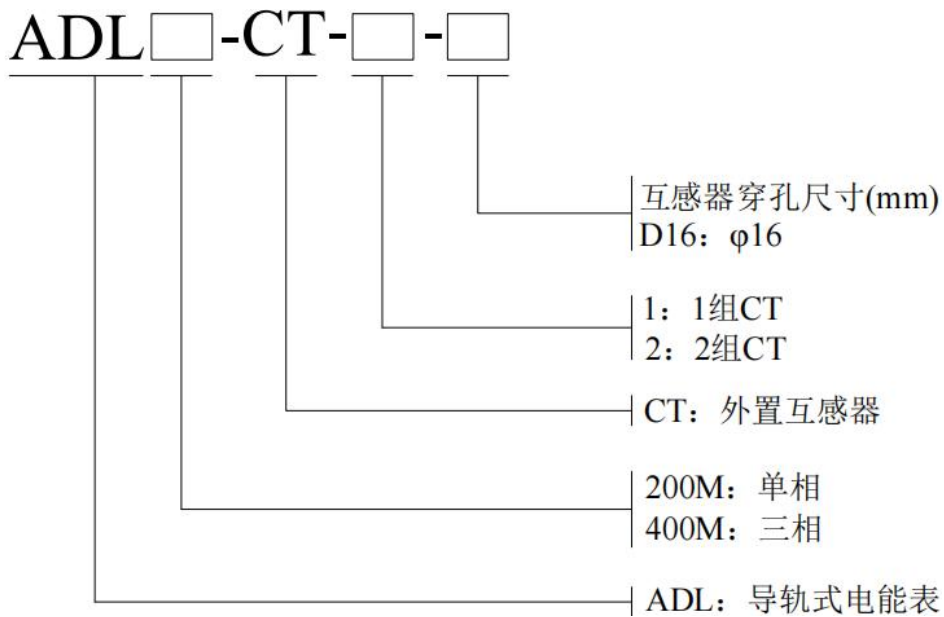 ADL□-CT-□-□
互感器穿孔尺寸(mm)
D16：φ16
1：1组CT
2：2组CT
CT：外置互感器
200M：单相
400M：三相
ADL：导轨式电能表